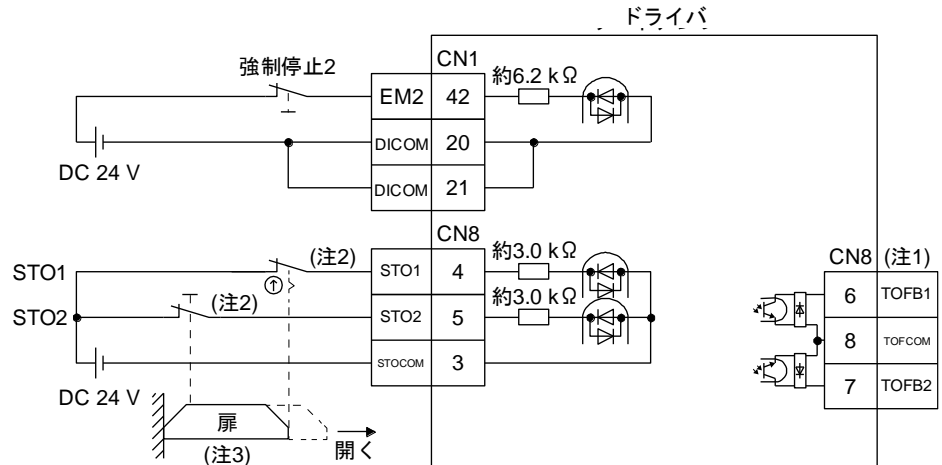 ドライバ
強制停止2
CN1
約6.2 kΩ
EM2 42
DICOM 20
DICOM 21
DC 24 V
CN8
STO1
(注2)
STO1 4
約3.0 kΩ
STO2
(注2)
STO2 5
約3.0 kΩ
STOCOM 3
DC 24 V
扉
(注3)
開く
CN8 (注1)
6 TOFB1
8 TOFCOM
7 TOFB2